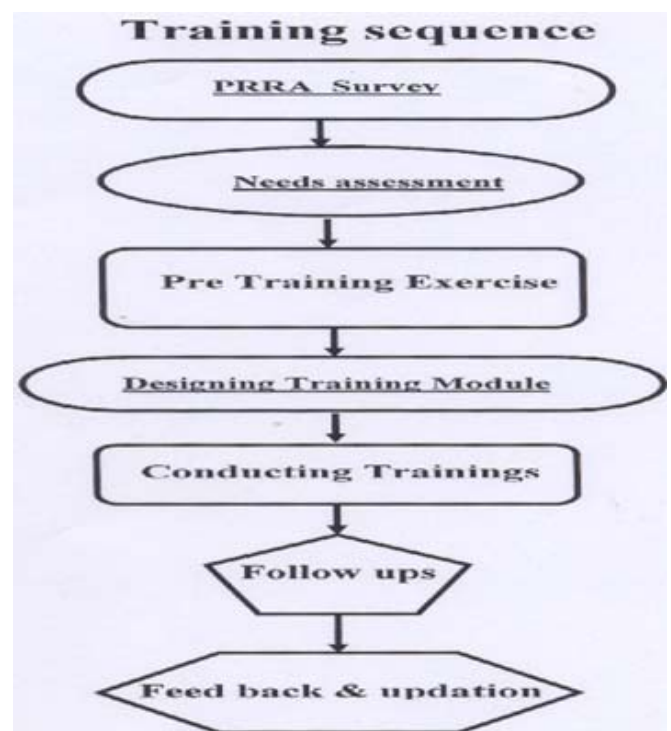 Training sequence
PRRA Survey
Needs assessment
Pre Training Exercise
Designing Training Module
Conducting Trainings
Follow ups
Feed back & updation